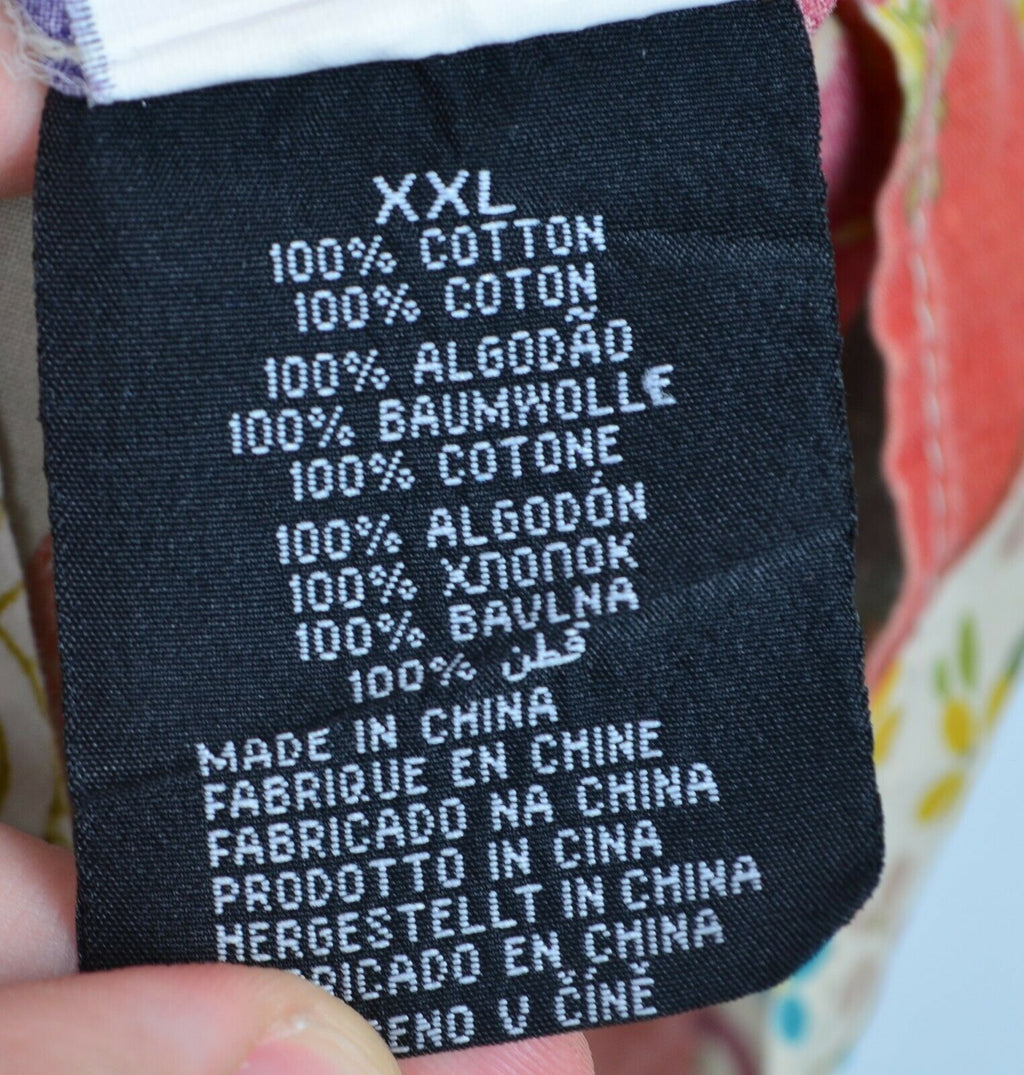 XXL
100% COTTON
100% COTON
100% ALGODÃO
100% BAUMWOLLE
100% COTONE
100% ALGODÓN
100% ХЛОПОК
100% BAVLNA
100% قطن
MADE IN CHINA
FABRIQUE EN CHINE
FABRICADO NA CHINA
PRODOTTO IN CINA
HERGESTELLT IN CHINA
EN CHINA
V ČÍNĚ